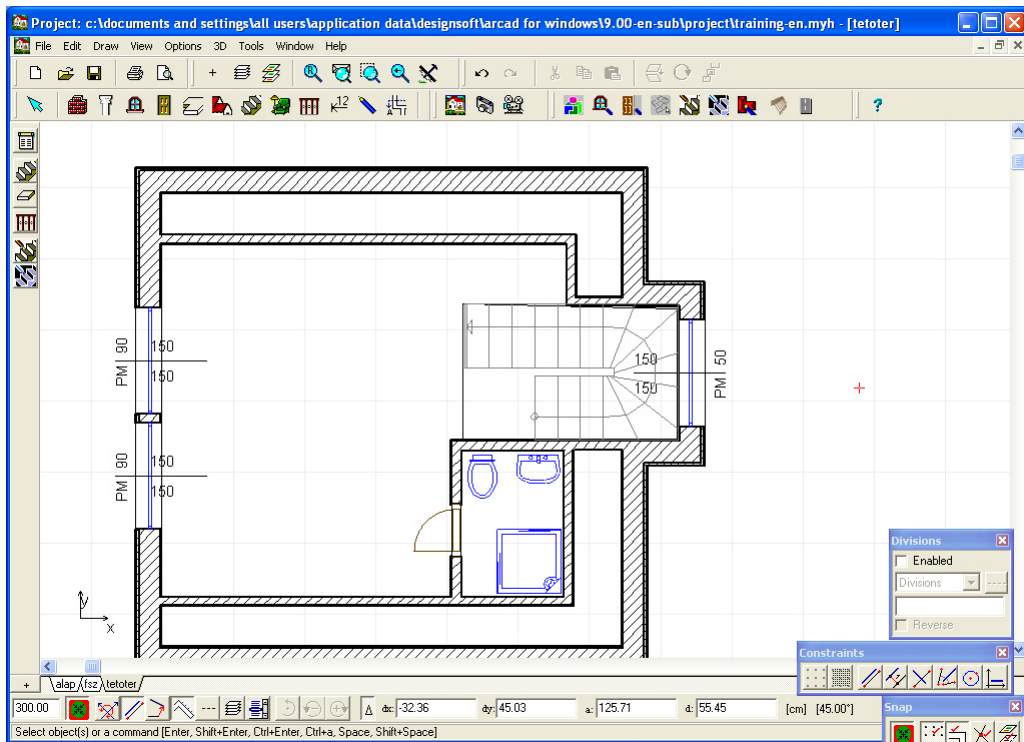 Project: c:\documents and settings\all users\application data\designsoft\arcad for windows\9.00-en-sub\project\training-en.myh - [tetoter]
File Edit Draw View Options 3D Tools Window Help
PM 90
150
150
PM 90
150
150
150
150
PM 50
y
x
Divisions
Enabled
Divisions
Reverse
Constraints
Snap
+ alap fsz tetoter
300.00 dx: -32.36 dy: 45.03 a: 125.71 d: 55.45 [cm] [45.00°]
Select object(s) or a command [Enter, Shift+Enter, Ctrl+Enter, Ctrl+a, Space, Shift+Space]